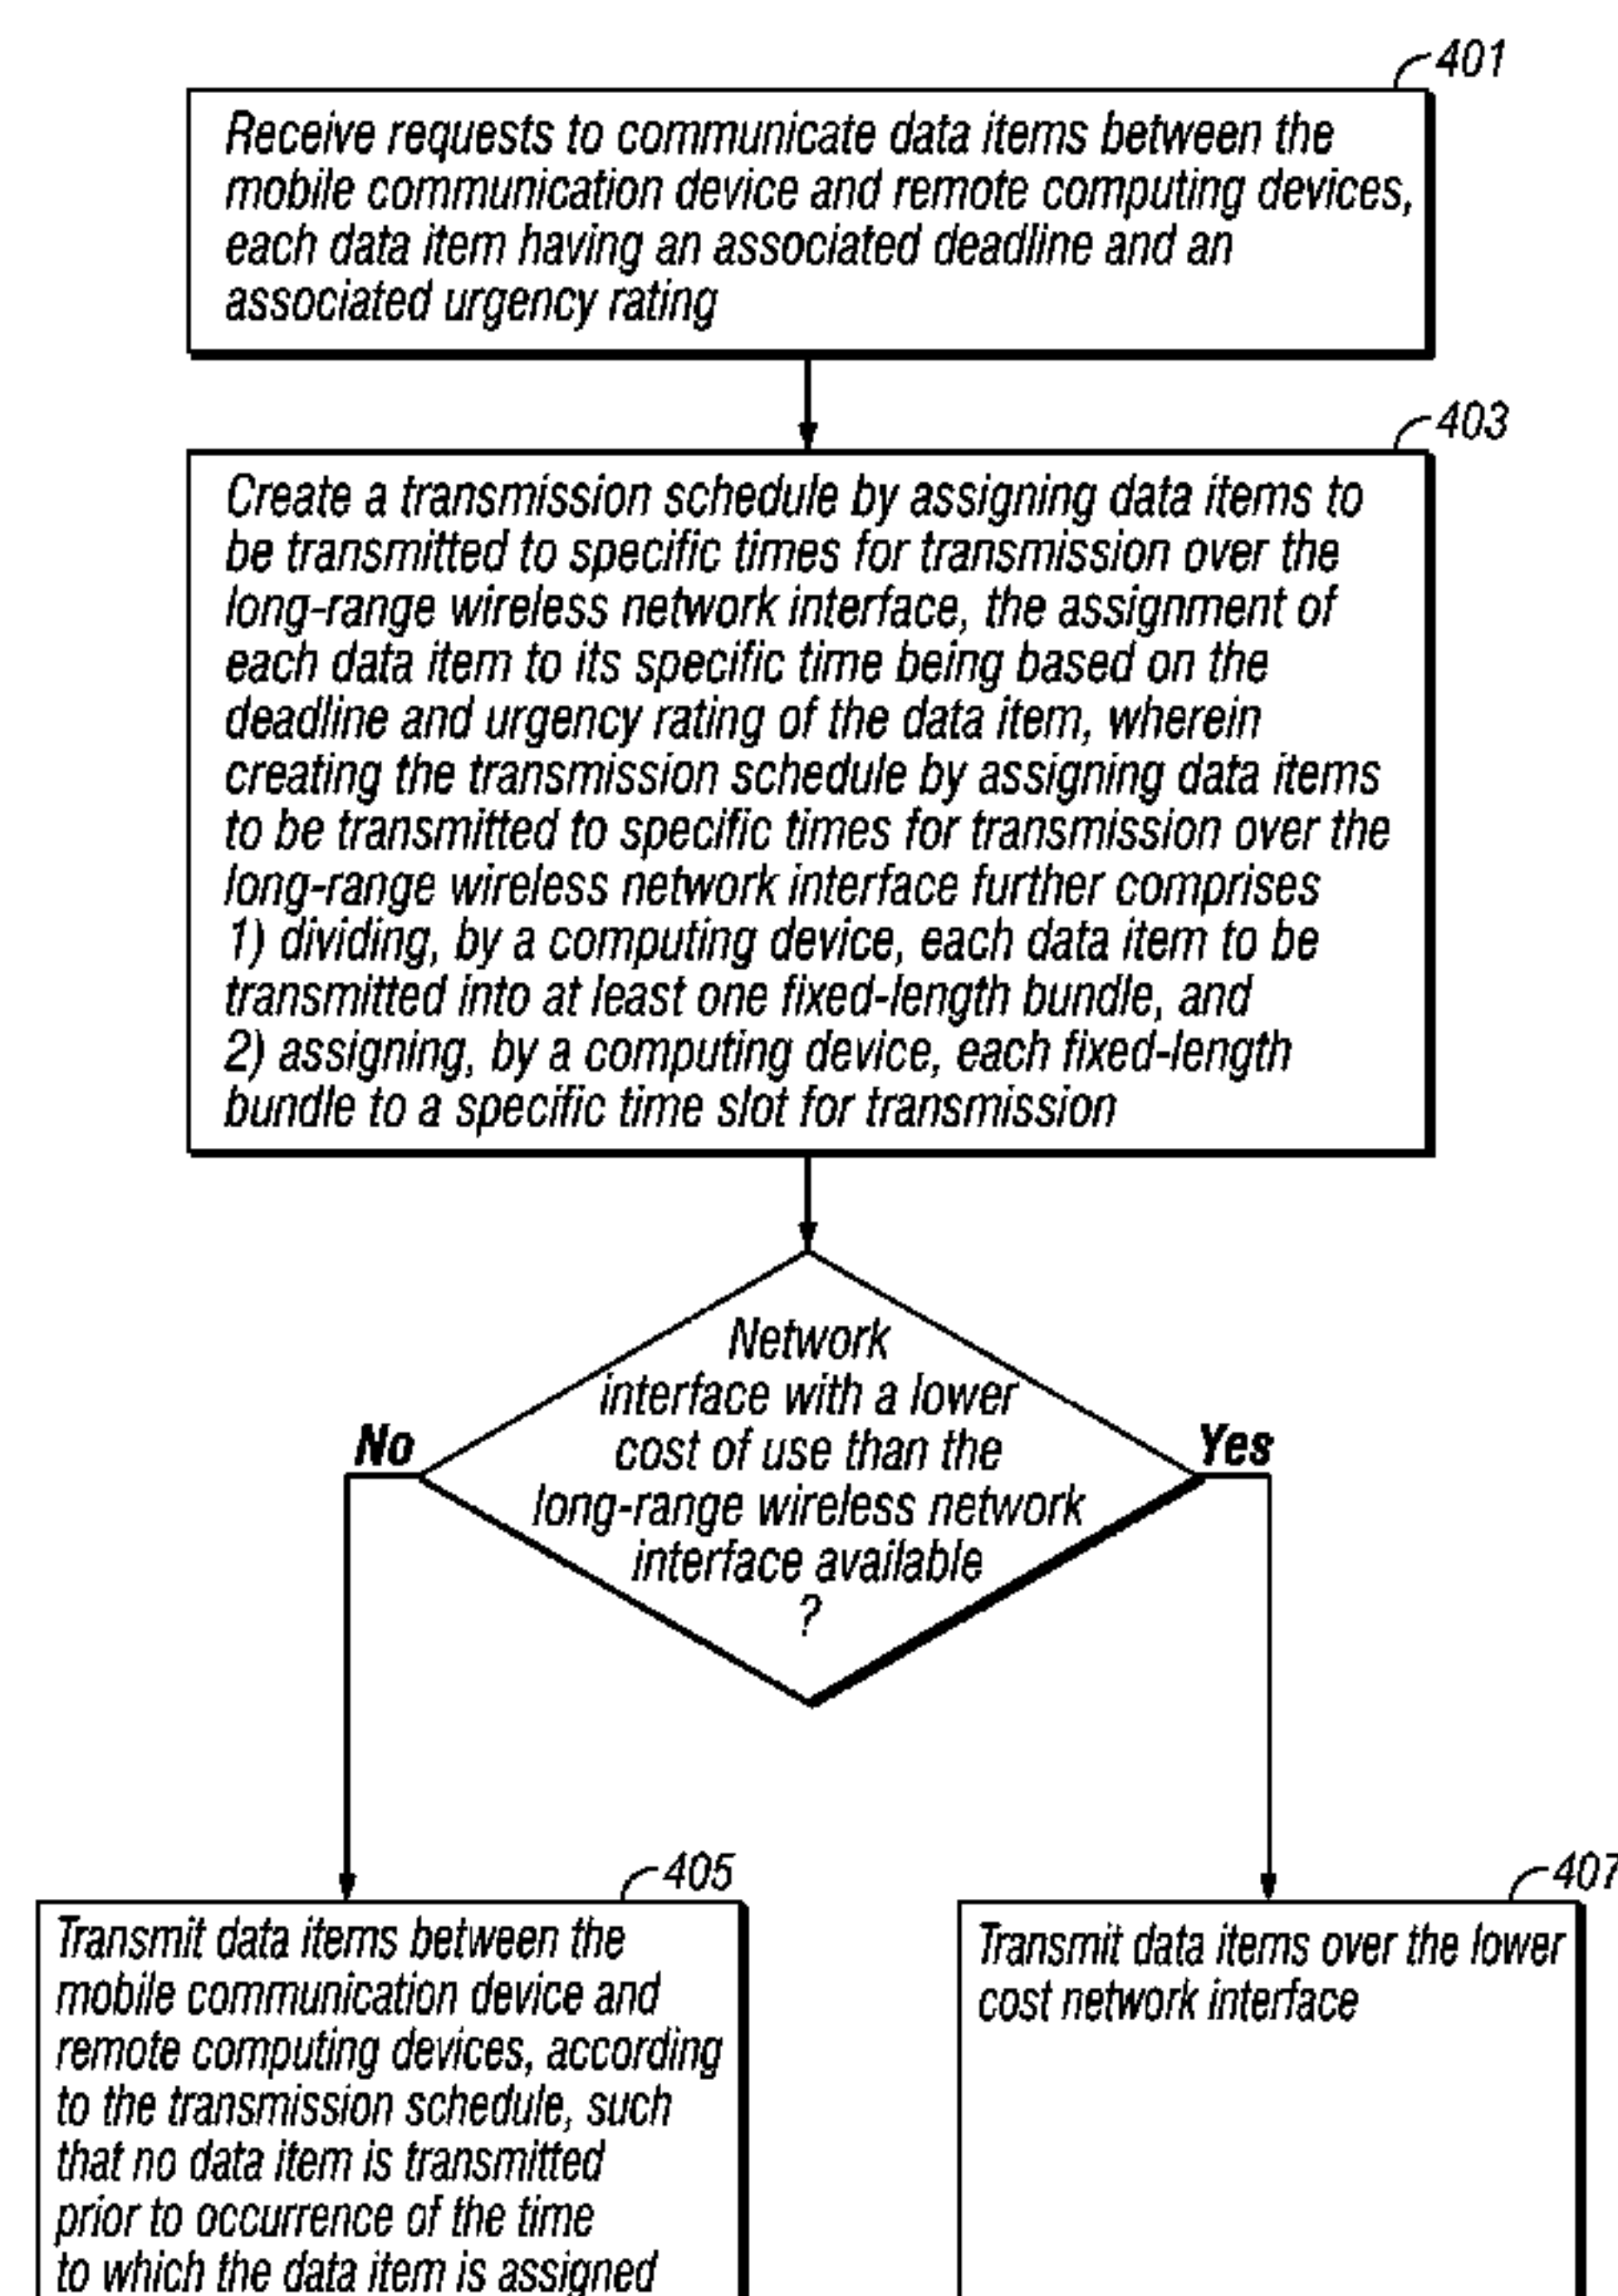 401
Receive requests to communicate data items between the
mobile communication device and remote computing devices,
each data item having an associated deadline and an
associated urgency rating
403
Create a transmission schedule by assigning data items to
be transmitted to specific times for transmission over the
long-range wireless network interface, the assignment of
each data item to its specific time being based on the
deadline and urgency rating of the data item, wherein
creating the transmission schedule by assigning data items
to be transmitted to specific times for transmission over the
long-range wireless network interface further comprises
1) dividing, by a computing device, each data item to be
transmitted into at least one fixed-length bundle, and
2) assigning, by a computing device, each fixed-length
bundle to a specific time slot for transmission
Network
interface with a lower
cost of use than the
long-range wireless network
interface available
?
No
Yes
405
Transmit data items between the
mobile communication device and
remote computing devices, according
to the transmission schedule, such
that no data item is transmitted
prior to occurrence of the time
to which the data item is assigned
407
Transmit data items over the lower
cost network interface